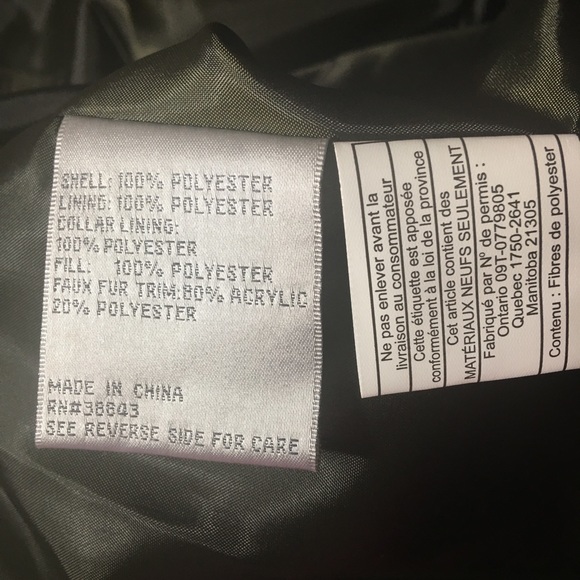 SHELL: 100% POLYESTER
LINING: 100% POLYESTER
COLLAR LINING:
100% POLYESTER
FILL: 100% POLYESTER
FAUX FUR TRIM:80% ACRYLIC
20% POLYESTER
MADE IN CHINA
RN#38643
SEE REVERSE SIDE FOR CARE
Ne pas enlever avant la
livraison au consommateur
Cette étiquette est apposée
conformément à la loi de la province
Cet article contient des
MATÉRIAUX NEUFS SEULEMENT
Fabriqué par Nº de permis :
Ontario 09T-0779805
Quebec 1750-2641
Manitoba 21305
Contenu : Fibres de polyester